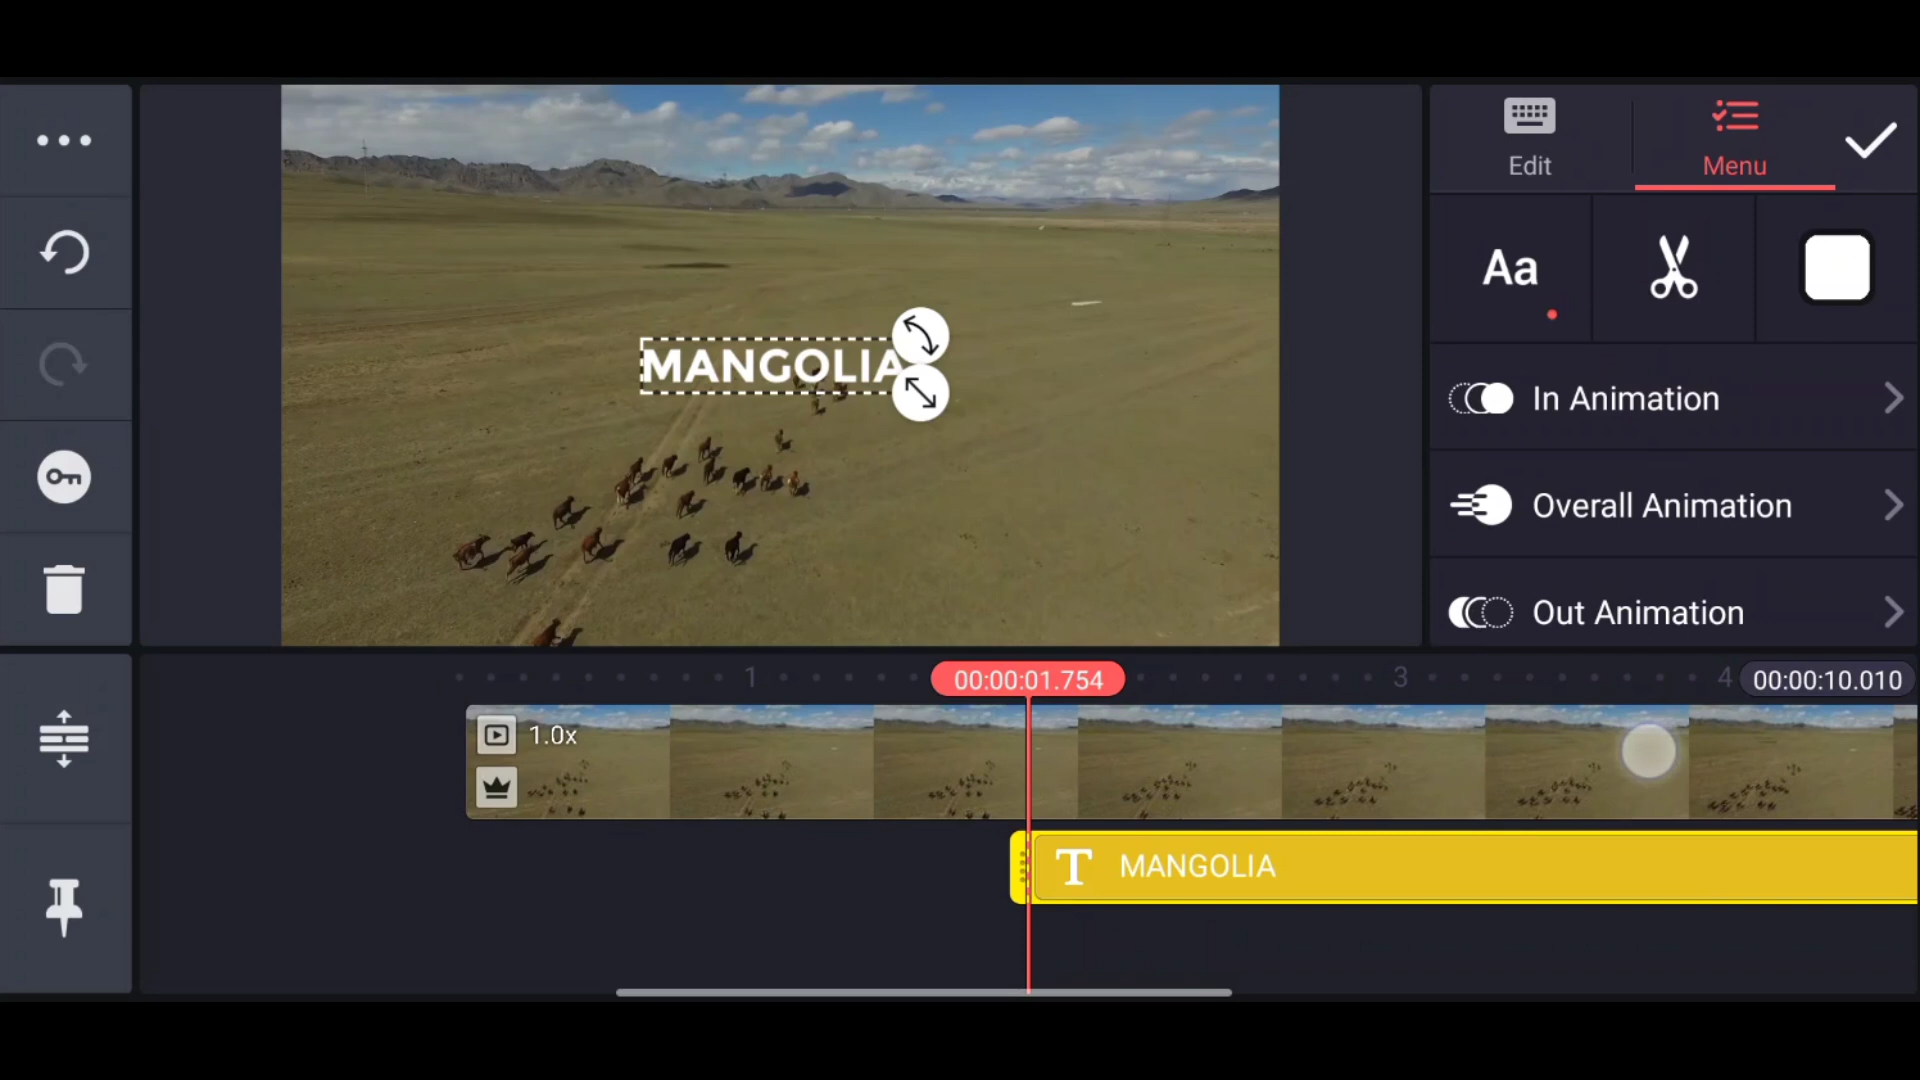 Edit
Menu
Aa
MANGOLIA
In Animation
Overall Animation
Out Animation
1
00:00:01.754
3
4
00:00:10.010
1.0x
T MANGOLIA